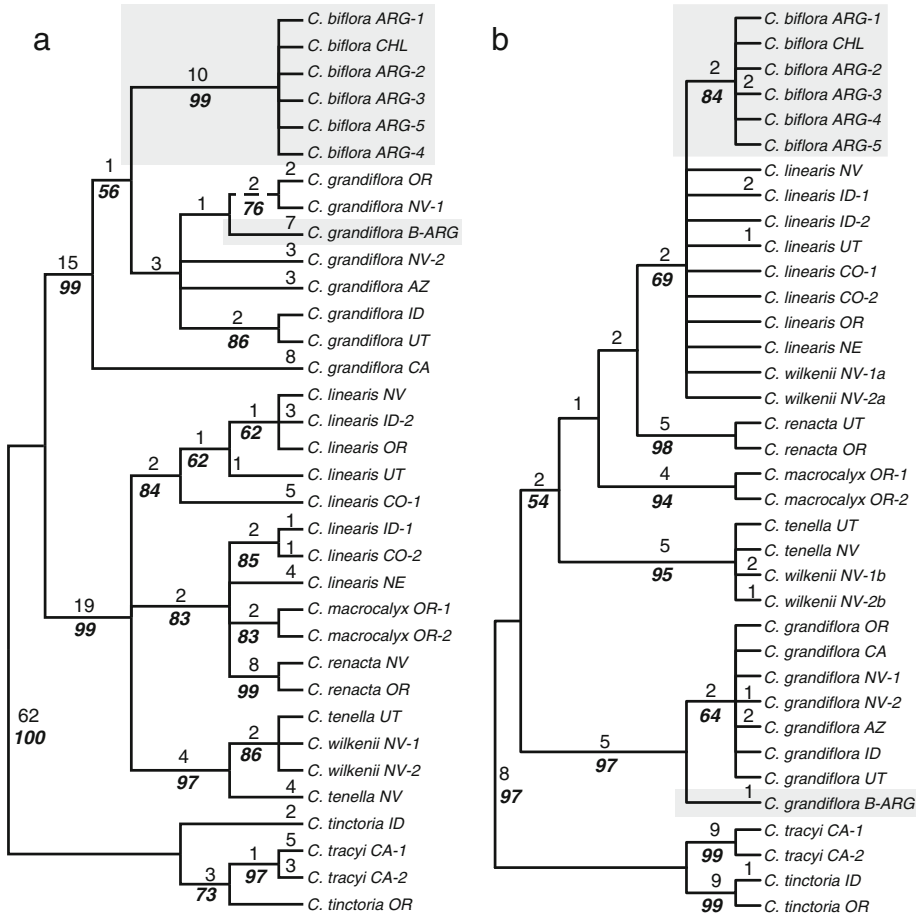 a
C. biflora ARG-1
C. biflora CHL
10
C. biflora ARG-2
99
C. biflora ARG-3
C. biflora ARG-5
C. biflora ARG-4
1
56
2
C. grandiflora OR
2
76
1
C. grandiflora NV-1
7
C. grandiflora B-ARG
15
99
3
3
C. grandiflora NV-2
3
C. grandiflora AZ
2
86
C. grandiflora ID
C. grandiflora UT
8
C. grandiflora CA
C. linearis NV
1
62
3
C. linearis ID-2
1
62
C. linearis OR
2
84
1
C. linearis UT
5
C. linearis CO-1
2
85
1
C. linearis ID-1
1
C. linearis CO-2
19
99
2
83
4
C. linearis NE
2
83
C. macrocalyx OR-1
C. macrocalyx OR-2
8
99
C. renacta NV
C. renacta OR
62
100
2
86
C. tenella UT
C. wilkenii NV-1
4
97
C. wilkenii NV-2
4
C. tenella NV
2
C. tinctoria ID
5
C. tracyi CA-1
1
97
3
C. tracyi CA-2
3
73
C. tinctoria OR
b
C. biflora ARG-1
C. biflora CHL
2
84
C. biflora ARG-2
2
C. biflora ARG-3
C. biflora ARG-4
C. biflora ARG-5
C. linearis NV
2
C. linearis ID-1
C. linearis ID-2
1
C. linearis UT
2
69
C. linearis CO-1
C. linearis CO-2
C. linearis OR
C. linearis NE
2
C. wilkenii NV-1a
C. wilkenii NV-2a
1
5
98
C. renacta UT
C. renacta OR
2
54
4
94
C. macrocalyx OR-1
C. macrocalyx OR-2
C. tenella UT
5
95
C. tenella NV
2
C. wilkenii NV-1b
1
C. wilkenii NV-2b
C. grandiflora OR
C. grandiflora CA
C. grandiflora NV-1
2
64
1
C. grandiflora NV-2
2
C. grandiflora AZ
5
97
C. grandiflora ID
C. grandiflora UT
1
C. grandiflora B-ARG
8
97
9
99
C. tracyi CA-1
C. tracyi CA-2
9
99
1
C. tinctoria ID
C. tinctoria OR